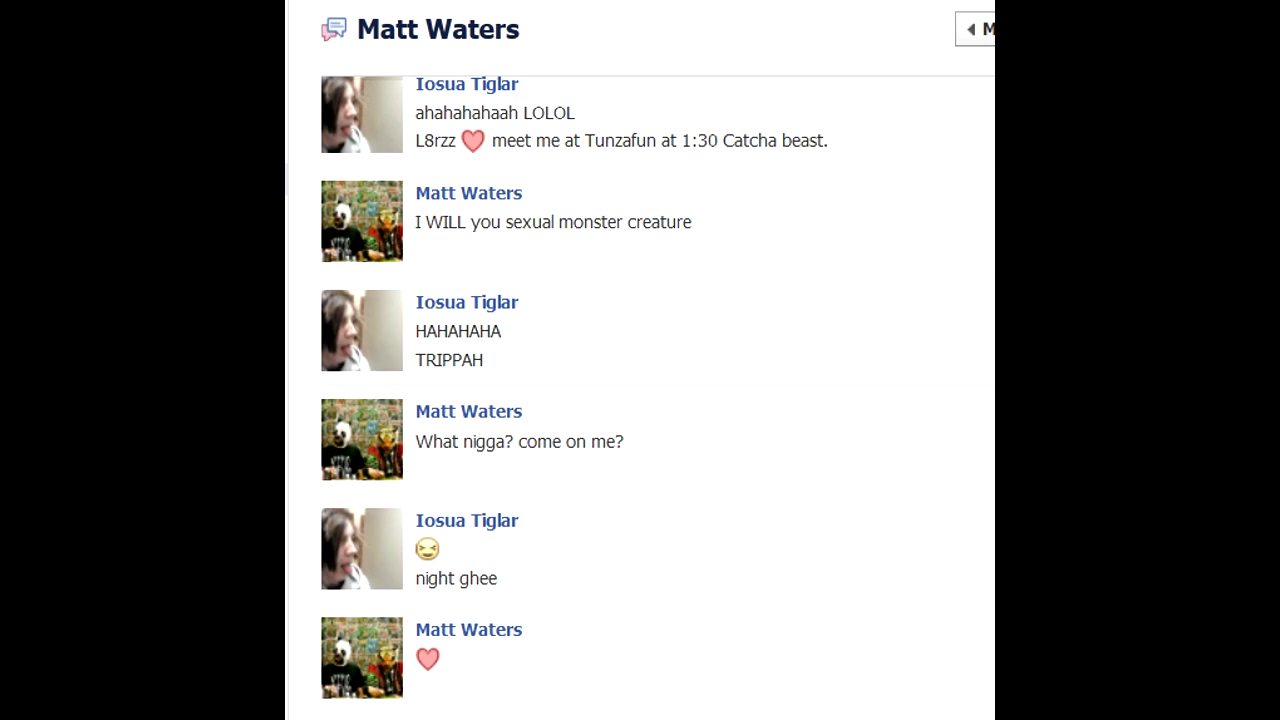 Matt Waters
M
Iosua Tiglar
ahahahahaah LOLOL
L8rzz meet me at Tunzafun at 1:30 Catcha beast.
Matt Waters
I WILL you sexual monster creature
Iosua Tiglar
HAHAHAHA
TRIPPAH
Matt Waters
What nigga? come on me?
Iosua Tiglar
night ghee
Matt Waters